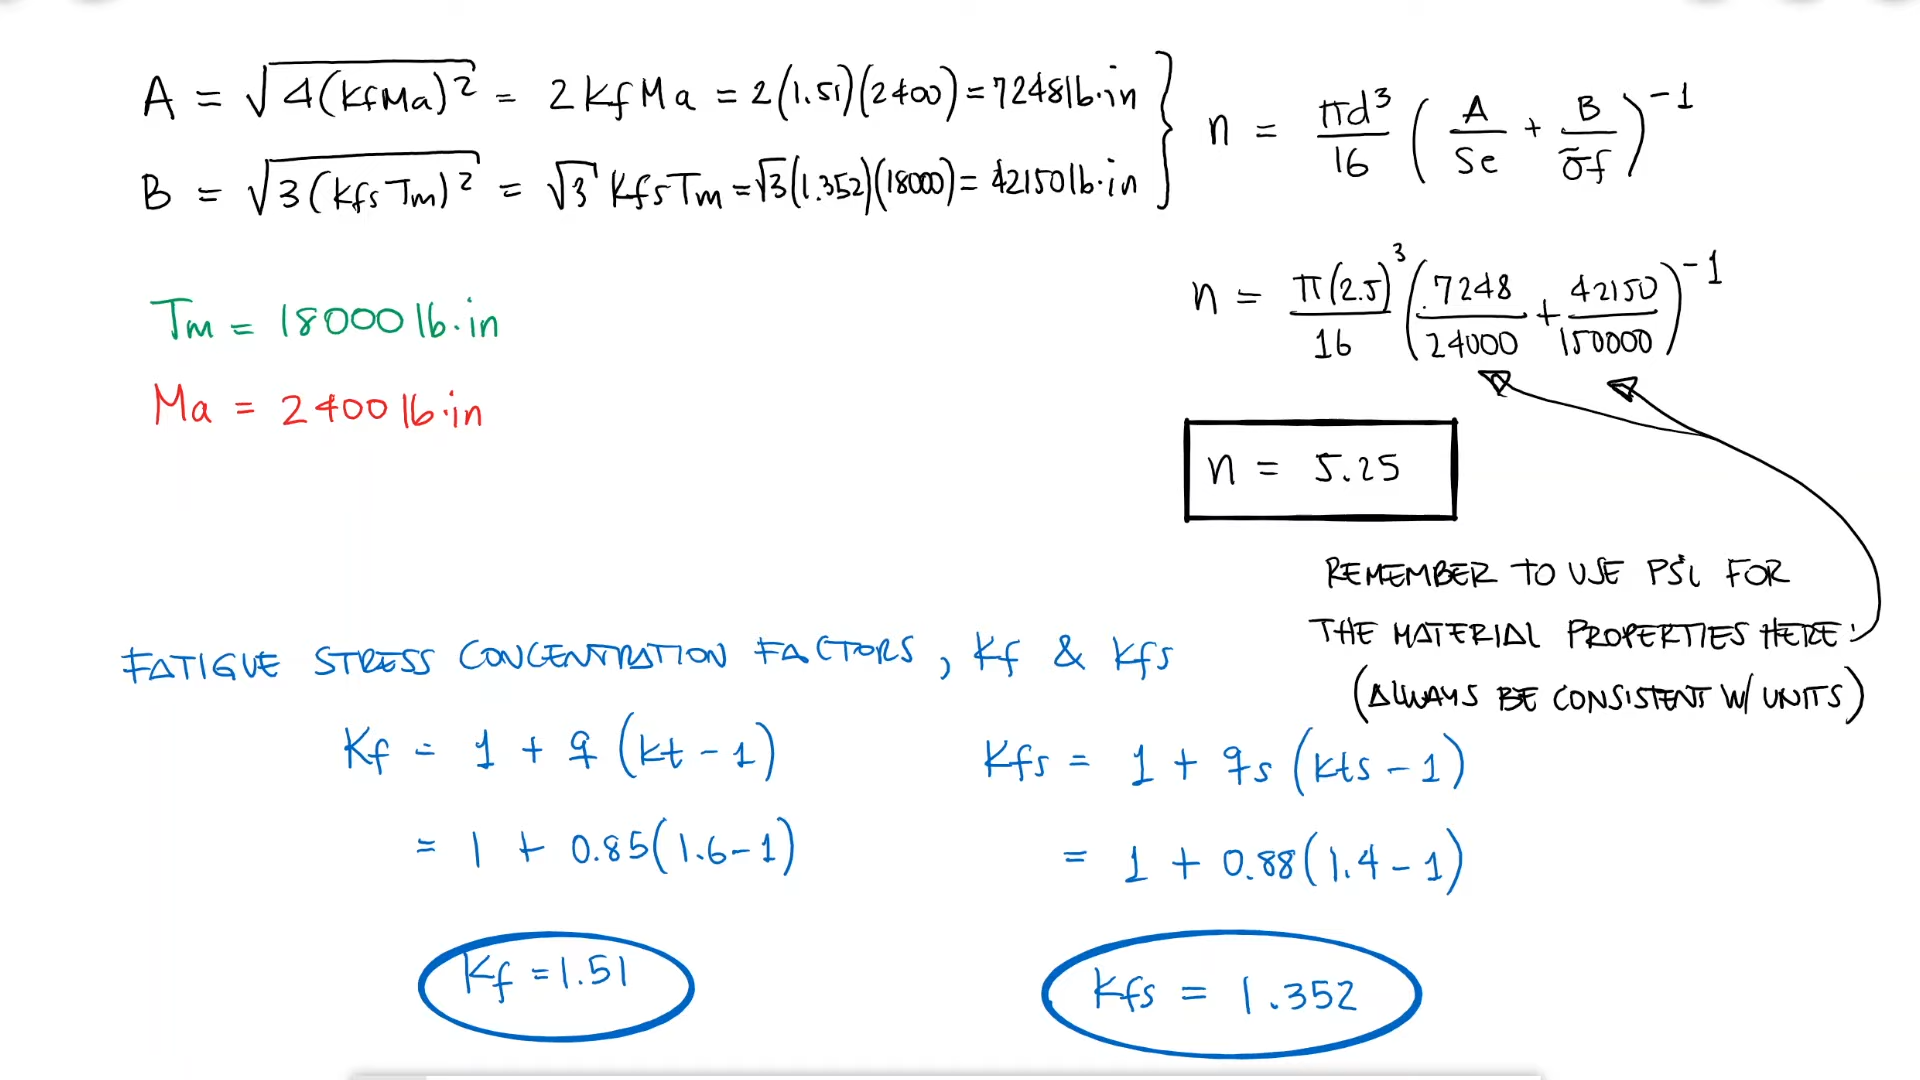 A = √4(KfMa)² = 2KfMa = 2(1.51)(2400) = 7248 lb·in
B = √3(KfsTm)² = √3 KfsTm = √3(1.352)(18000) = 42150 lb·in
n = πd³/16 (A/Se + B/σ̃f)⁻¹
Tm = 18000 lb·in
Ma = 2400 lb·in
n = π(2.5)³/16 (7248/24000 + 42150/150000)⁻¹
n = 5.25
REMEMBER TO USE PSi FOR
THE MATERIAL PROPERTIES HERE!
(ALWAYS BE CONSISTENT W/ UNITS)
FATIGUE STRESS CONCENTRATION FACTORS, Kf & Kfs
Kf = 1 + q (kt - 1)
= 1 + 0.85(1.6-1)
Kf = 1.51
Kfs = 1 + qs (kts - 1)
= 1 + 0.88(1.4 - 1)
Kfs = 1.352